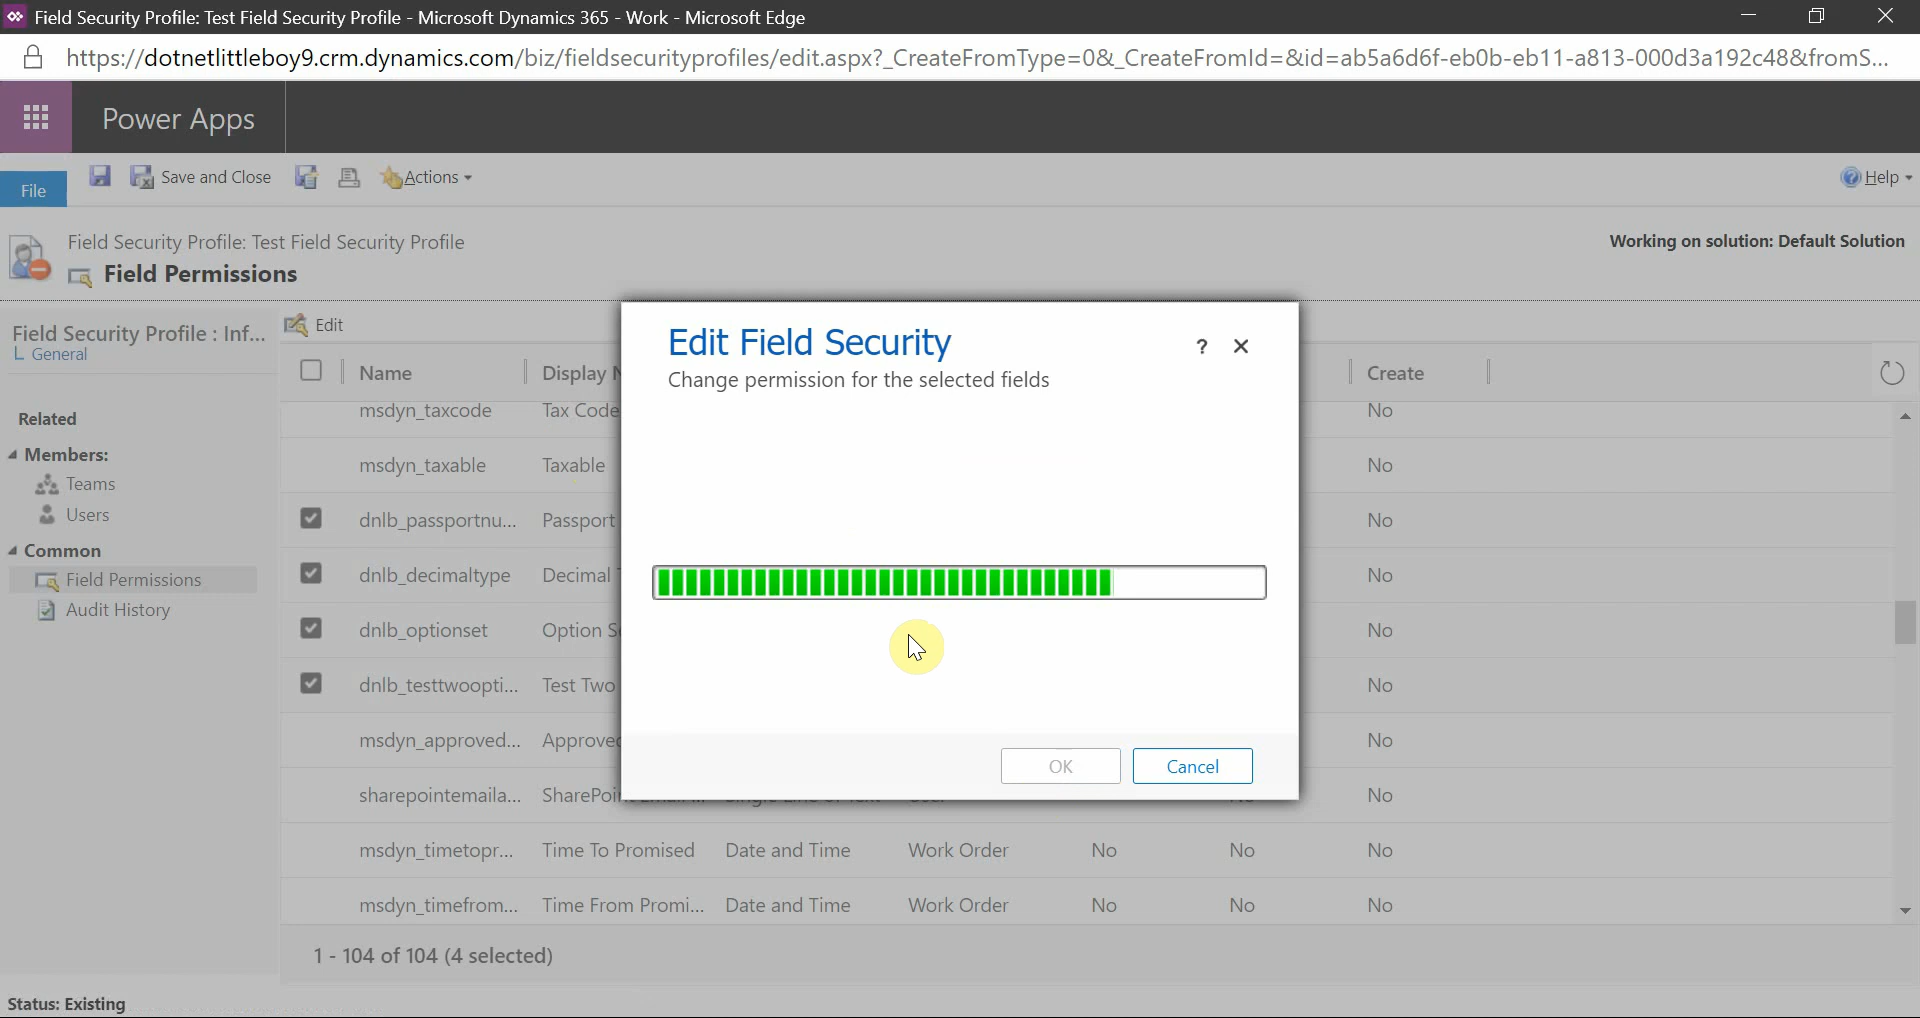 Field Security Profile: Test Field Security Profile - Microsoft Dynamics 365 - Work - Microsoft Edge
https://dotnetlittleboy9.crm.dynamics.com/biz/fieldsecurityprofiles/edit.aspx?_CreateFromType=0&_CreateFromId=&id=ab5a6d6f-eb0b-eb11-a813-000d3a192c48&fromS...
Power Apps
File
Save and Close
Actions
Help
Field Security Profile: Test Field Security Profile
Field Permissions
Working on solution: Default Solution
Field Security Profile : Inf...
General
Related
Members:
Teams
Users
Common
Field Permissions
Audit History
Edit
Name Display N Create
msdyn_taxcode Tax Code No
msdyn_taxable Taxable No
dnlb_passportnu... Passport No
dnlb_decimaltype Decimal No
dnlb_optionset Option S No
dnlb_testtwoopti... Test Two No
msdyn_approved... Approve No
sharepointemaila... SharePoi No
msdyn_timetopr... Time To Promised Date and Time Work Order No No No
msdyn_timefrom... Time From Promi... Date and Time Work Order No No No
1 - 104 of 104 (4 selected)
Edit Field Security
? 
Change permission for the selected fields
OK
Cancel
Status: Existing